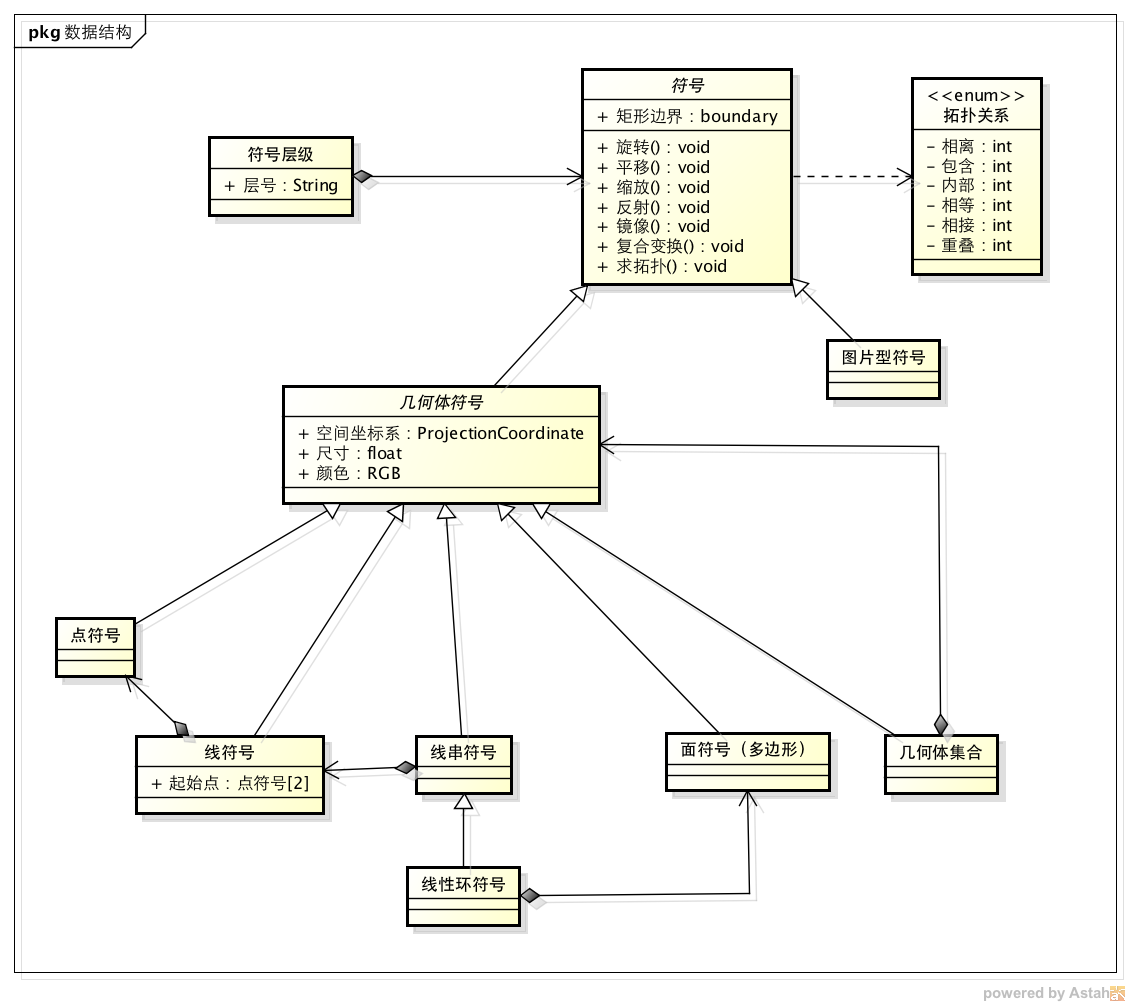 pkg 数据结构
符号
+ 矩形边界 : boundary
+ 旋转() : void
+ 平移() : void
+ 缩放() : void
+ 反射() : void
+ 镜像() : void
+ 复合变换() : void
+ 求拓扑() : void
<<enum>>
拓扑关系
- 相离 : int
- 包含 : int
- 内部 : int
- 相等 : int
- 相接 : int
- 重叠 : int
符号层级
+ 层号 : String
图片型符号
几何体符号
+ 空间坐标系 : ProjectionCoordinate
+ 尺寸 : float
+ 颜色 : RGB
点符号
线符号
+ 起始点 : 点符号[2]
线串符号
面符号（多边形）
几何体集合
线性环符号
powered by Astah